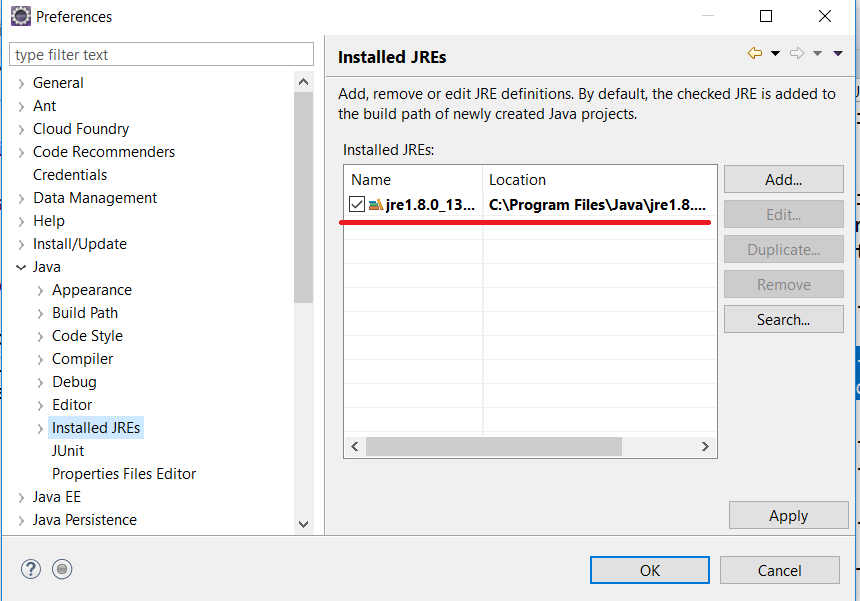 Preferences
type filter text
General
Ant
Cloud Foundry
Code Recommenders
Credentials
Data Management
Help
Install/Update
Java
Appearance
Build Path
Code Style
Compiler
Debug
Editor
Installed JREs
JUnit
Properties Files Editor
Java EE
Java Persistence
Installed JREs
Add, remove or edit JRE definitions. By default, the checked JRE is added to
the build path of newly created Java projects.
Installed JREs:
Name Location
jre1.8.0_13... C:\Program Files\Java\jre1.8....
Add...
Edit...
Duplicate...
Remove
Search...
Apply
OK Cancel